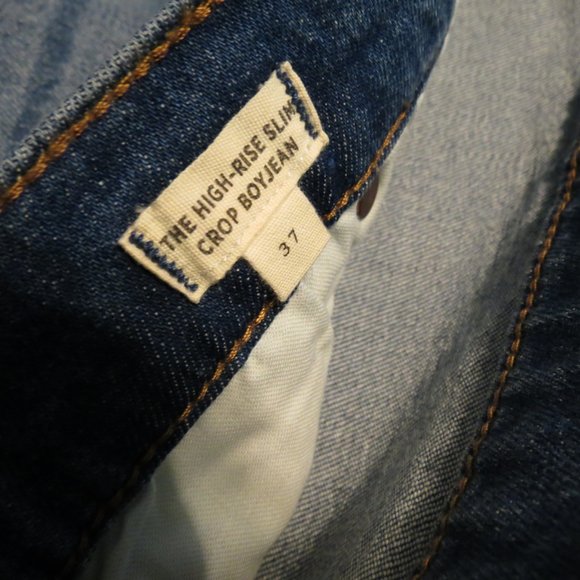 THE HIGH-RISE SLIM
CROP BOYJEAN
37